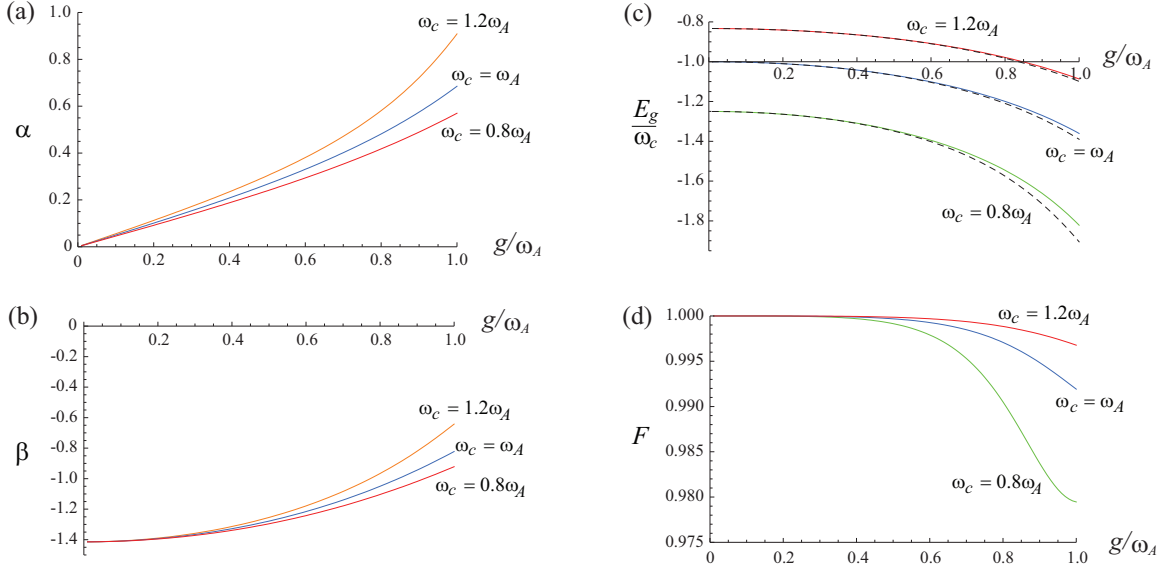 (a)
1.0
0.8
0.6
0.4
0.2
0
α
ω_c = 1.2ω_A
ω_c = ω_A
ω_c = 0.8ω_A
g/ω_A
0.2 0.4 0.6 0.8 1.0
(b)
0
-0.2
-0.4
-0.6
-0.8
-1.0
-1.2
-1.4
β
0.2 0.4 0.6 0.8 1.0
g/ω_A
ω_c = 1.2ω_A
ω_c = ω_A
ω_c = 0.8ω_A
(c)
-0.8
-1.0
-1.2
-1.4
-1.6
-1.8
E_g
ω_c
ω_c = 1.2ω_A
g/ω_A
0 0.2 0.4 0.6 0.8 1.0
ω_c = ω_A
ω_c = 0.8ω_A
(d)
1.000
0.995
0.990
0.985
0.980
0.975
F
ω_c = 1.2ω_A
ω_c = ω_A
ω_c = 0.8ω_A
g/ω_A
0 0.2 0.4 0.6 0.8 1.0